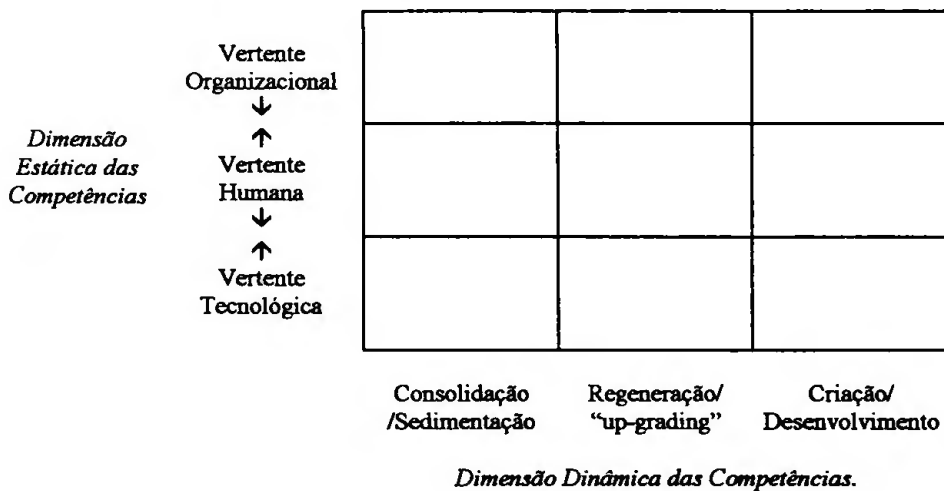 Vertente
Organizacional
↓
Dimensão
Estática das
Competências
↑
Vertente
Humana
↓
↑
Vertente
Tecnológica
Consolidação
/Sedimentação
Regeneração/
“up-grading”
Criação/
Desenvolvimento
Dimensão Dinâmica das Competências.